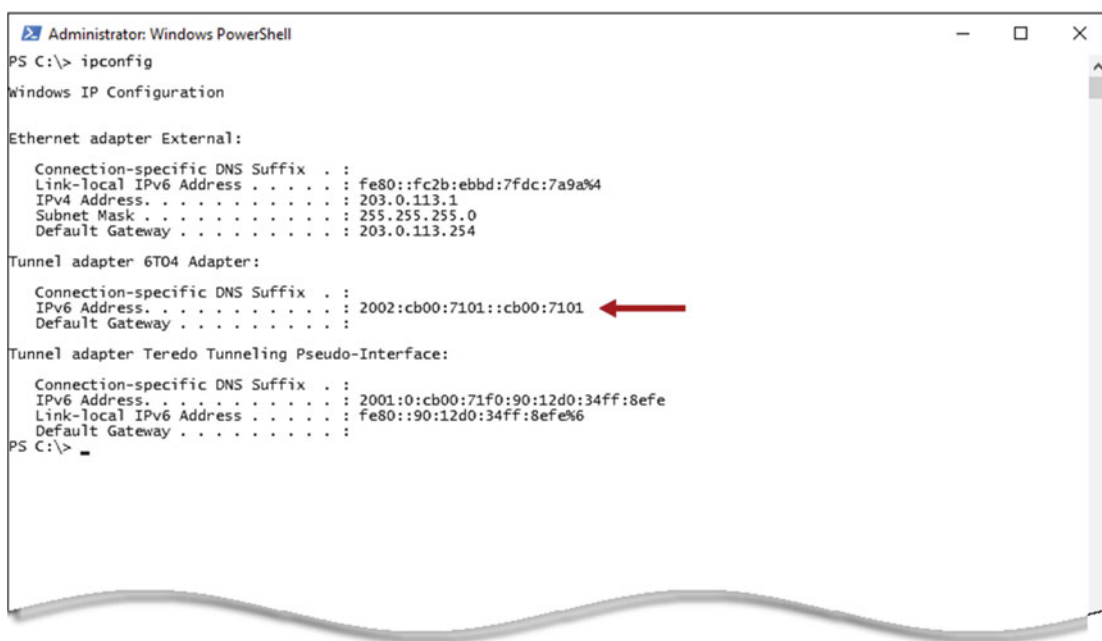 Administrator: Windows PowerShell
PS C:\> ipconfig
Windows IP Configuration
Ethernet adapter External:
Connection-specific DNS Suffix . :
Link-local IPv6 Address . . . . . : fe80::fc2b:ebbd:7fdc:7a9a%4
IPv4 Address. . . . . . . . . . . : 203.0.113.1
Subnet Mask . . . . . . . . . . . : 255.255.255.0
Default Gateway . . . . . . . . . : 203.0.113.254
Tunnel adapter 6TO4 Adapter:
Connection-specific DNS Suffix . :
IPv6 Address. . . . . . . . . . . : 2002:cb00:7101::cb00:7101
Default Gateway . . . . . . . . . :
Tunnel adapter Teredo Tunneling Pseudo-Interface:
Connection-specific DNS Suffix . :
IPv6 Address. . . . . . . . . . . : 2001:0:cb00:71f0:90:12d0:34ff:8efe
Link-local IPv6 Address . . . . . : fe80::90:12d0:34ff:8efe%6
Default Gateway . . . . . . . . . :
PS C:\> _